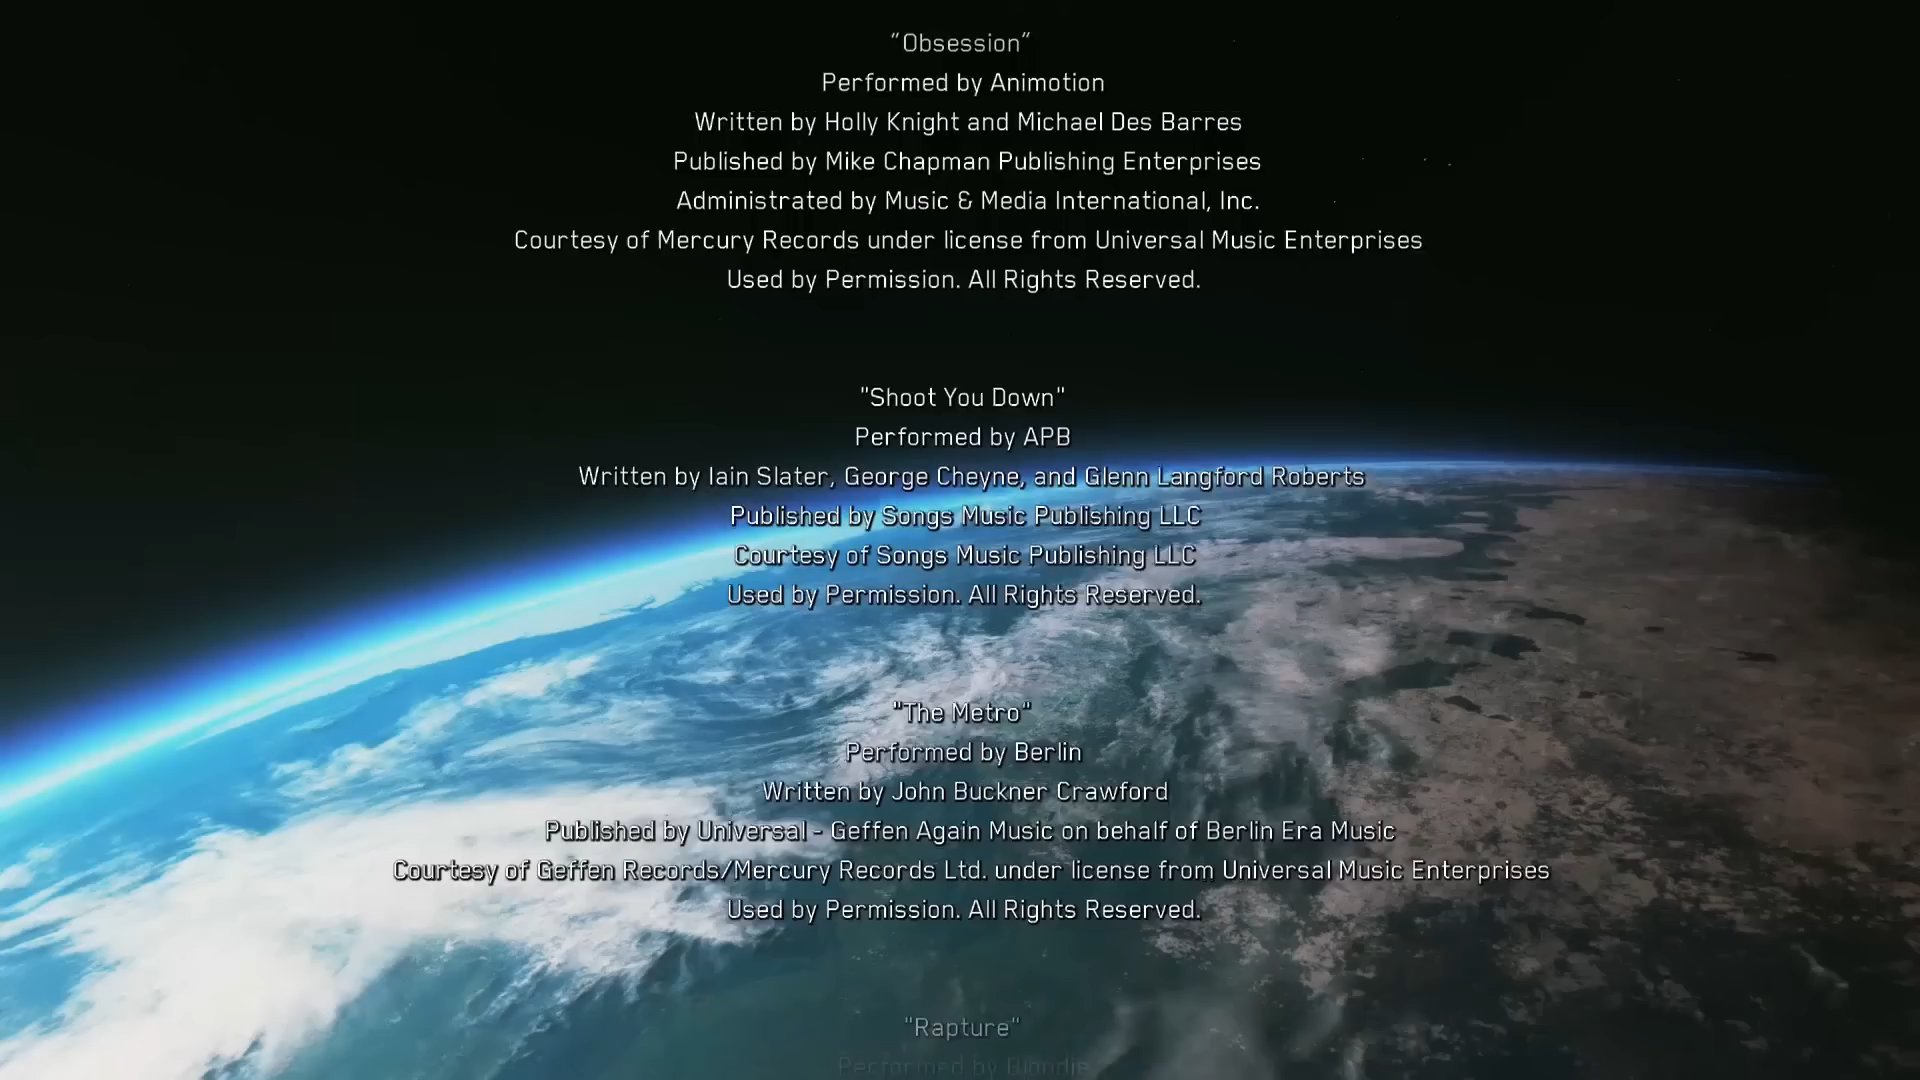 "Obsession"
Performed by Animotion
Written by Holly Knight and Michael Des Barres
Published by Mike Chapman Publishing Enterprises
Administrated by Music & Media International, Inc.
Courtesy of Mercury Records under license from Universal Music Enterprises
Used by Permission. All Rights Reserved.
"Shoot You Down"
Performed by APB
Written by Iain Slater, George Cheyne, and Glenn Langford Roberts
Published by Songs Music Publishing LLC
Courtesy of Songs Music Publishing LLC
Used by Permission. All Rights Reserved.
"The Metro"
Performed by Berlin
Written by John Buckner Crawford
Published by Universal - Geffen Again Music on behalf of Berlin Era Music
Courtesy of Geffen Records/Mercury Records Ltd. under license from Universal Music Enterprises
Used by Permission. All Rights Reserved.
"Rapture"
Performed by Blondie